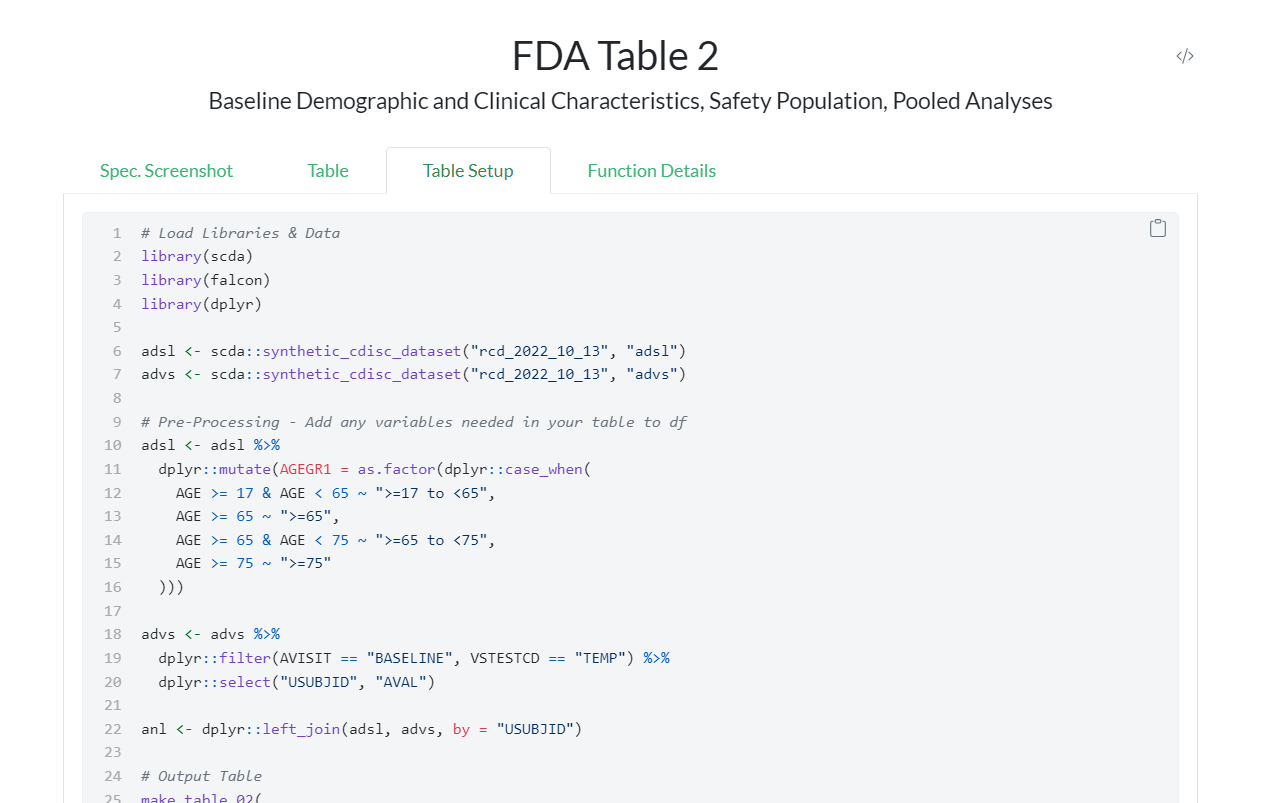 FDA Table 2
</>
Baseline Demographic and Clinical Characteristics, Safety Population, Pooled Analyses
Spec. Screenshot
Table
Table Setup
Function Details
1 # Load Libraries & Data
2 library(scda)
3 library(falcon)
4 library(dplyr)
5
6 adsl <- scda::synthetic_cdisc_dataset("rcd_2022_10_13", "adsl")
7 advs <- scda::synthetic_cdisc_dataset("rcd_2022_10_13", "advs")
8
9 # Pre-Processing - Add any variables needed in your table to df
10 adsl <- adsl %>%
11   dplyr::mutate(AGEGR1 = as.factor(dplyr::case_when(
12     AGE >= 17 & AGE < 65 ~ ">=17 to <65",
13     AGE >= 65 ~ ">=65",
14     AGE >= 65 & AGE < 75 ~ ">=65 to <75",
15     AGE >= 75 ~ ">=75"
16   )))
17
18 advs <- advs %>%
19   dplyr::filter(AVISIT == "BASELINE", VSTESTCD == "TEMP") %>%
20   dplyr::select("USUBJID", "AVAL")
21
22 anl <- dplyr::left_join(adsl, advs, by = "USUBJID")
23
24 # Output Table
25 make_table_02(